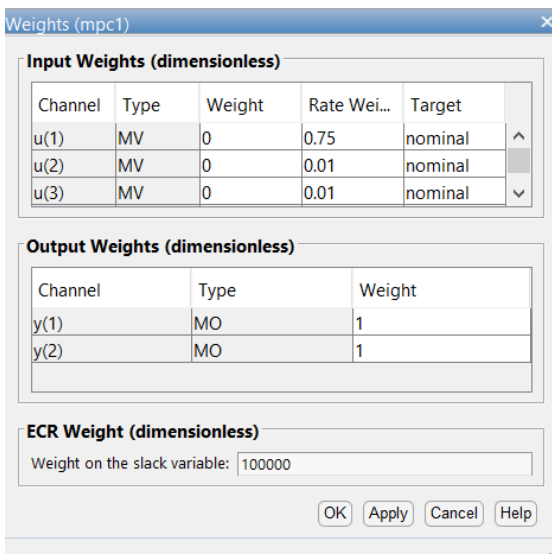 Weights (mpc1)
Input Weights (dimensionless)
Channel Type Weight Rate Wei... Target
u(1) MV 0 0.75 nominal
u(2) MV 0 0.01 nominal
u(3) MV 0 0.01 nominal
Output Weights (dimensionless)
Channel Type Weight
y(1) MO 1
y(2) MO 1
ECR Weight (dimensionless)
Weight on the slack variable: 100000
OK Apply Cancel Help